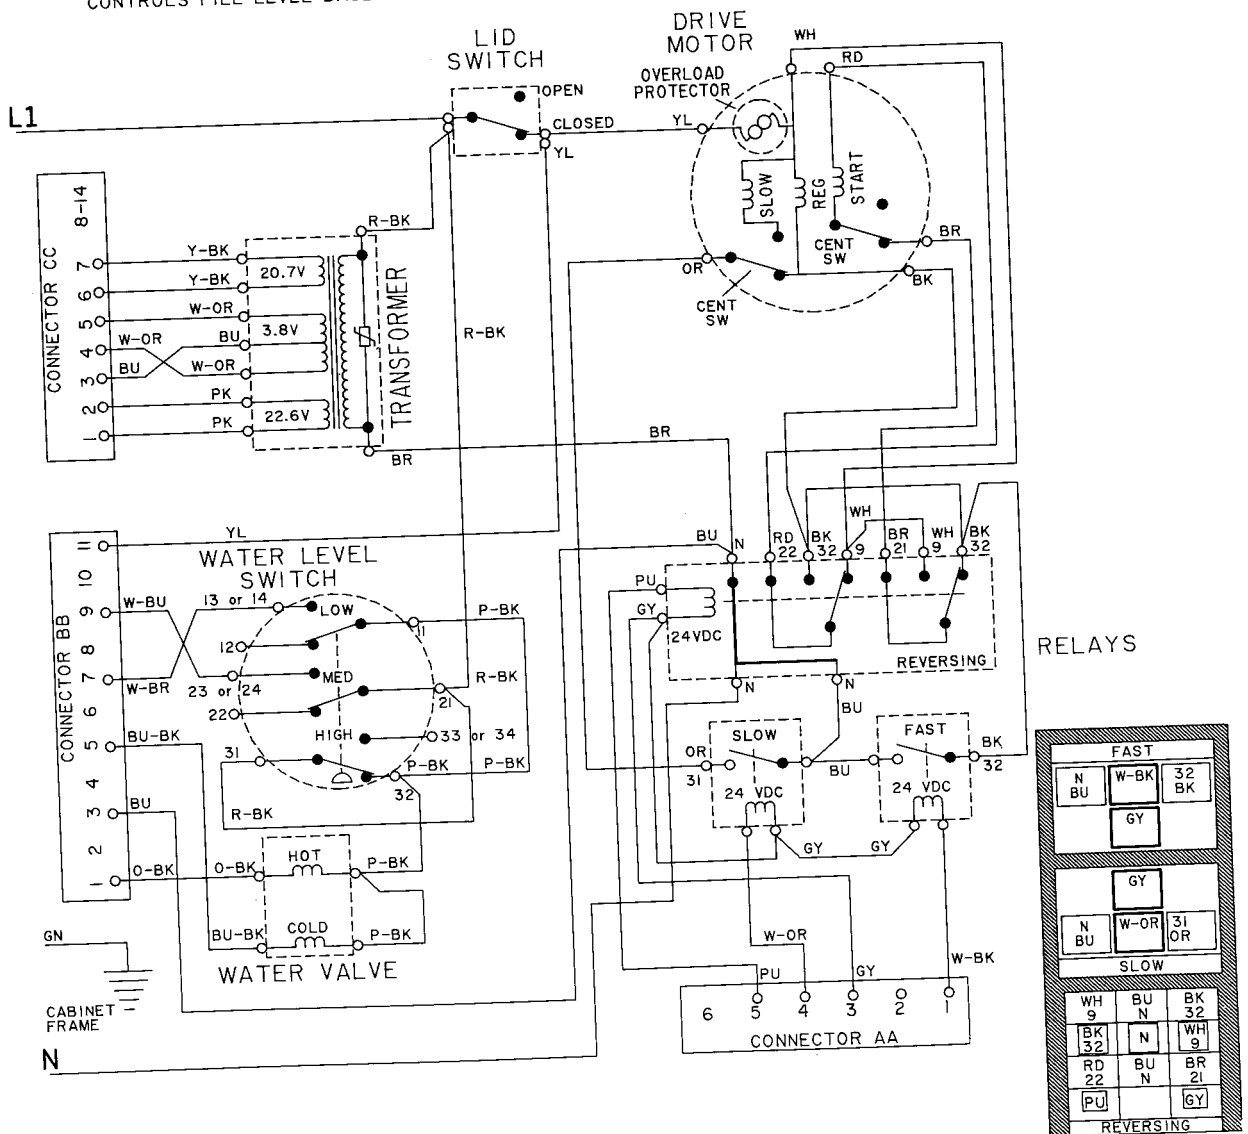 LID
SWITCH
OPEN
CLOSED
YL
DRIVE
MOTOR
OVERLOAD
PROTECTOR
YL
WH
RD
SLOW
REG
START
CENT
SW
CENT
SW
OR
BR
BK
L1
CONNECTOR CC
8-14
7
6
5
4
3
2
1
Y-BK
Y-BK
W-OR
W-OR
BU
BU
W-OR
PK
PK
20.7V
3.8V
22.6V
TRANSFORMER
R-BK
R-BK
BR
BR
YL
CONNECTOR BB
11
10
9
8
7
6
5
4
3
2
1
W-BU
W-BR
BU-BK
BU
O-BK
WATER LEVEL
SWITCH
13 or 14
LOW
12
11
P-BK
23 or 24
MED
22
21
R-BK
HIGH
33 or 34
31
P-BK
P-BK
32
R-BK
O-BK
HOT
P-BK
BU-BK
COLD
P-BK
WATER VALVE
GN
CABINET
FRAME
N
BU
N
RD
22
BK
32
WH
9
BR
21
WH
9
BK
32
PU
GY
24VDC
REVERSING
RELAYS
N
N
BU
SLOW
OR
31
24 VDC
BU
FAST
BK
32
24 VDC
GY
GY
W-OR
PU
GY
W-BK
6
5
4
3
2
1
CONNECTOR AA
FAST
N
BU
W-BK
32
BK
GY
GY
N
BU
W-OR
31
OR
SLOW
WH
9
BU
N
BK
32
BK
32
N
WH
9
RD
22
BU
N
BR
21
PU
GY
REVERSING